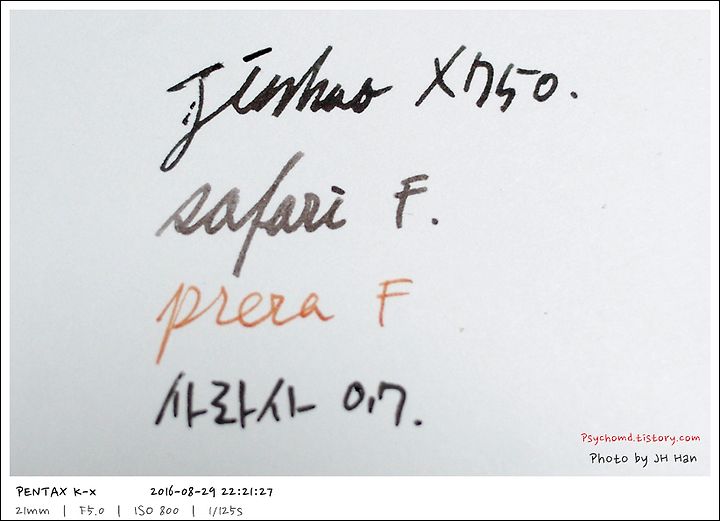 Jinhao X750.
safari F.
prera F
사라사 0.7.
Psychomd.tistory.com
Photo by JH Han
PENTAX K-x 2016-08-29 22:21:27
21mm | F5.0 | ISO 800 | 1/125s